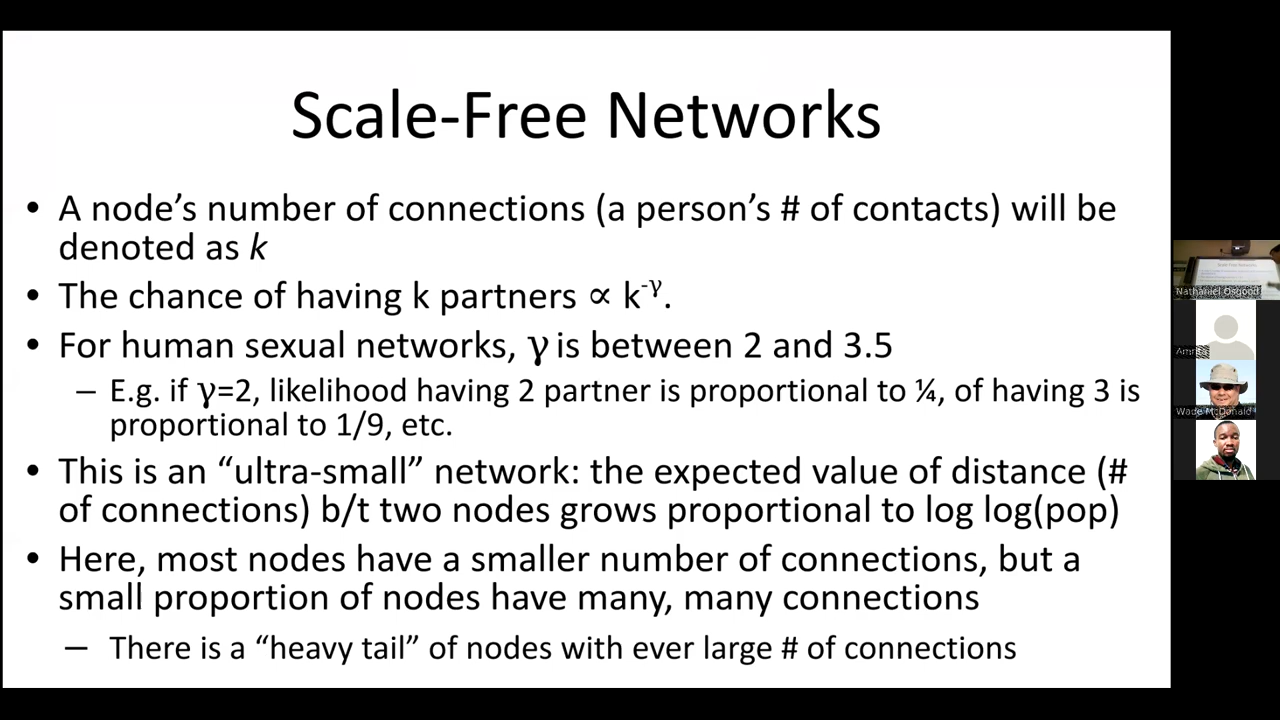 Scale-Free Networks
• A node’s number of connections (a person’s # of contacts) will be
denoted as k
• The chance of having k partners ∝ k⁻ᵞ.
• For human sexual networks, γ is between 2 and 3.5
– E.g. if γ=2, likelihood having 2 partner is proportional to ¼, of having 3 is
proportional to 1/9, etc.
• This is an “ultra-small” network: the expected value of distance (#
of connections) b/t two nodes grows proportional to log log(pop)
• Here, most nodes have a smaller number of connections, but a
small proportion of nodes have many, many connections
– There is a “heavy tail” of nodes with ever large # of connections
Nathaniel Osgood
Wade McDonald